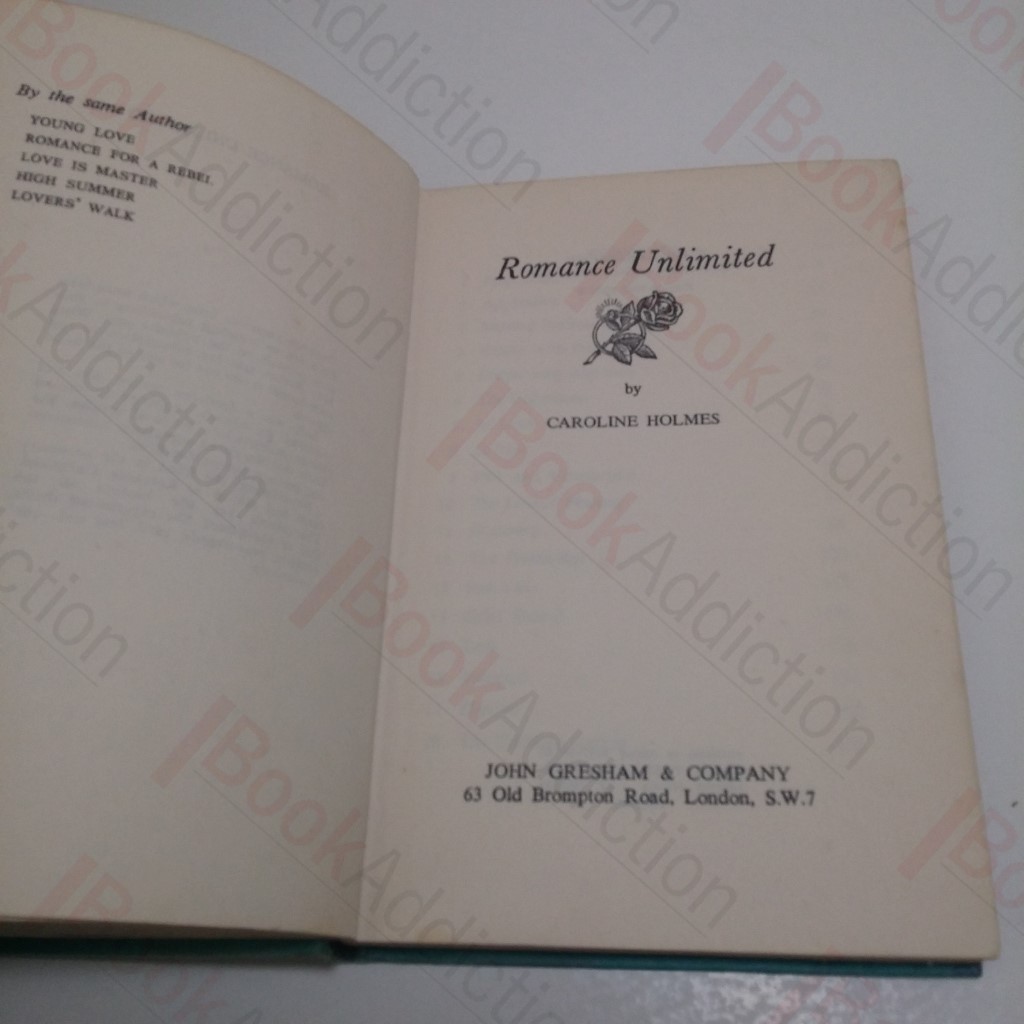 By the same Author
YOUNG LOVE
ROMANCE FOR A REBEL
LOVE IS MASTER
HIGH SUMMER
LOVERS' WALK
Romance Unlimited
by
CAROLINE HOLMES
JOHN GRESHAM & COMPANY
63 Old Brompton Road, London, S.W.7
BookAddiction